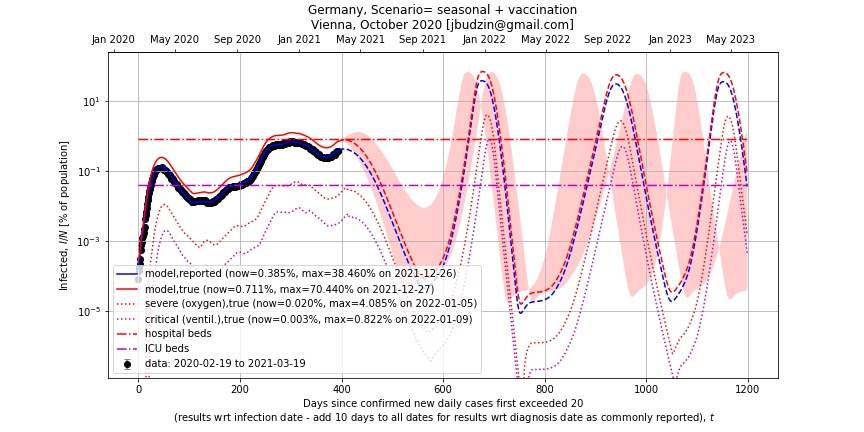 Germany, Scenario= seasonal + vaccination
Vienna, October 2020 [jbudzin@gmail.com]
Jan 2020 May 2020 Sep 2020 Jan 2021 May 2021 Sep 2021 Jan 2022 May 2022 Sep 2022 Jan 2023 May 2023
Infected, I/N [% of population]
10¹
10⁻¹
10⁻³
10⁻⁵
model,reported (now=0.385%, max=38.460% on 2021-12-26)
model,true (now=0.711%, max=70.440% on 2021-12-27)
severe (oxygen),true (now=0.020%, max=4.085% on 2022-01-05)
critical (ventil.),true (now=0.003%, max=0.822% on 2022-01-09)
hospital beds
ICU beds
data: 2020-02-19 to 2021-03-19
0 200 400 600 800 1000 1200
Days since confirmed new daily cases first exceeded 20
(results wrt infection date - add 10 days to all dates for results wrt diagnosis date as commonly reported), t